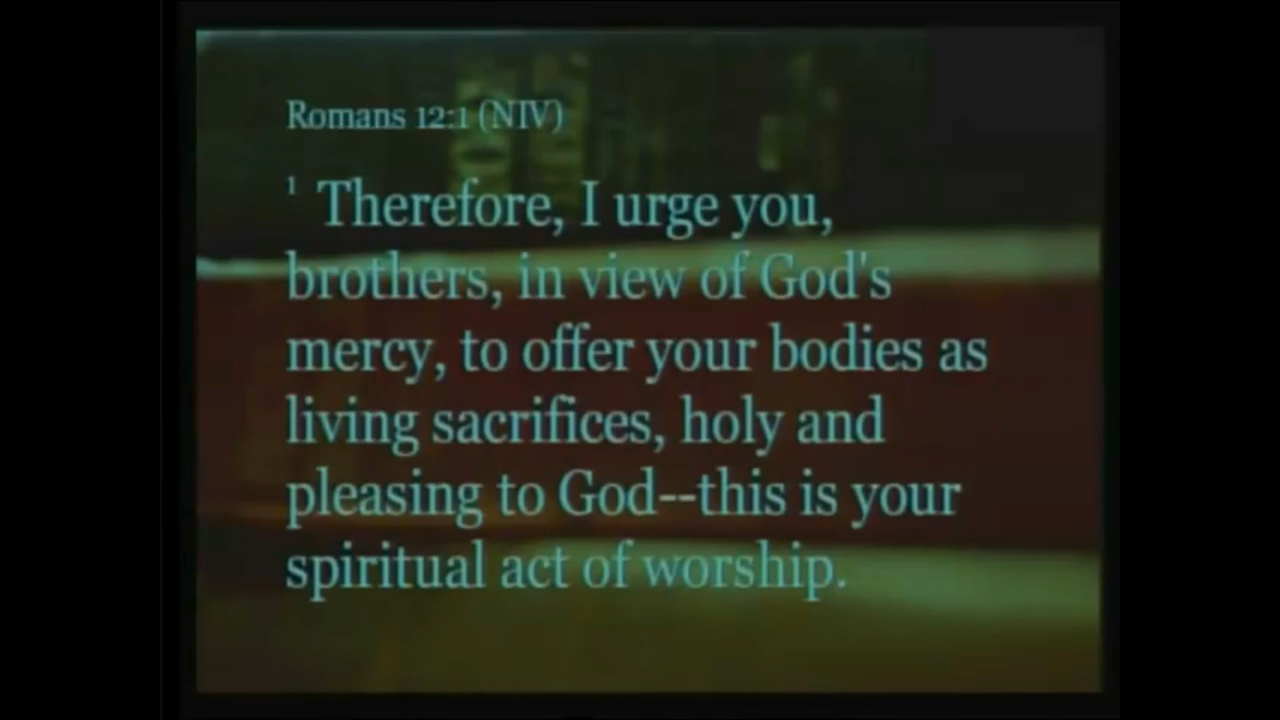 Romans 12:1 (NIV)
1 Therefore, I urge you,
brothers, in view of God's
mercy, to offer your bodies as
living sacrifices, holy and
pleasing to God--this is your
spiritual act of worship.